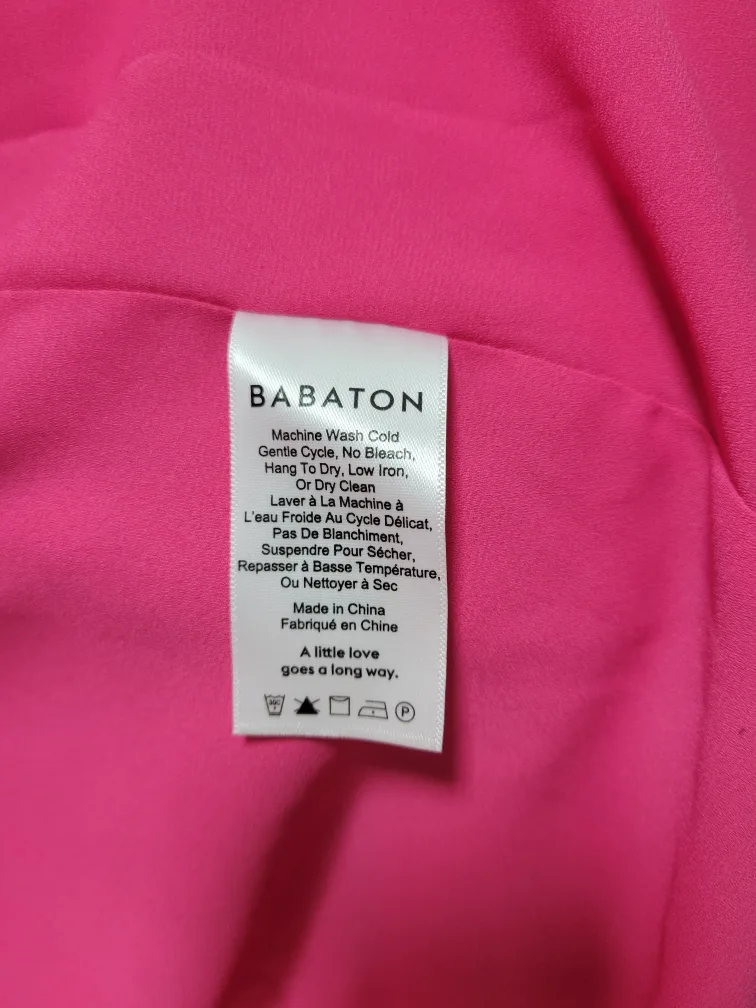 BABATON
Machine Wash Cold
Gentle Cycle, No Bleach,
Hang To Dry, Low Iron,
Or Dry Clean
Laver à La Machine à
L'eau Froide Au Cycle Délicat,
Pas De Blanchiment,
Suspendre Pour Sécher,
Repasser à Basse Température,
Ou Nettoyer à Sec
Made in China
Fabriqué en Chine
A little love
goes a long way.
30C P